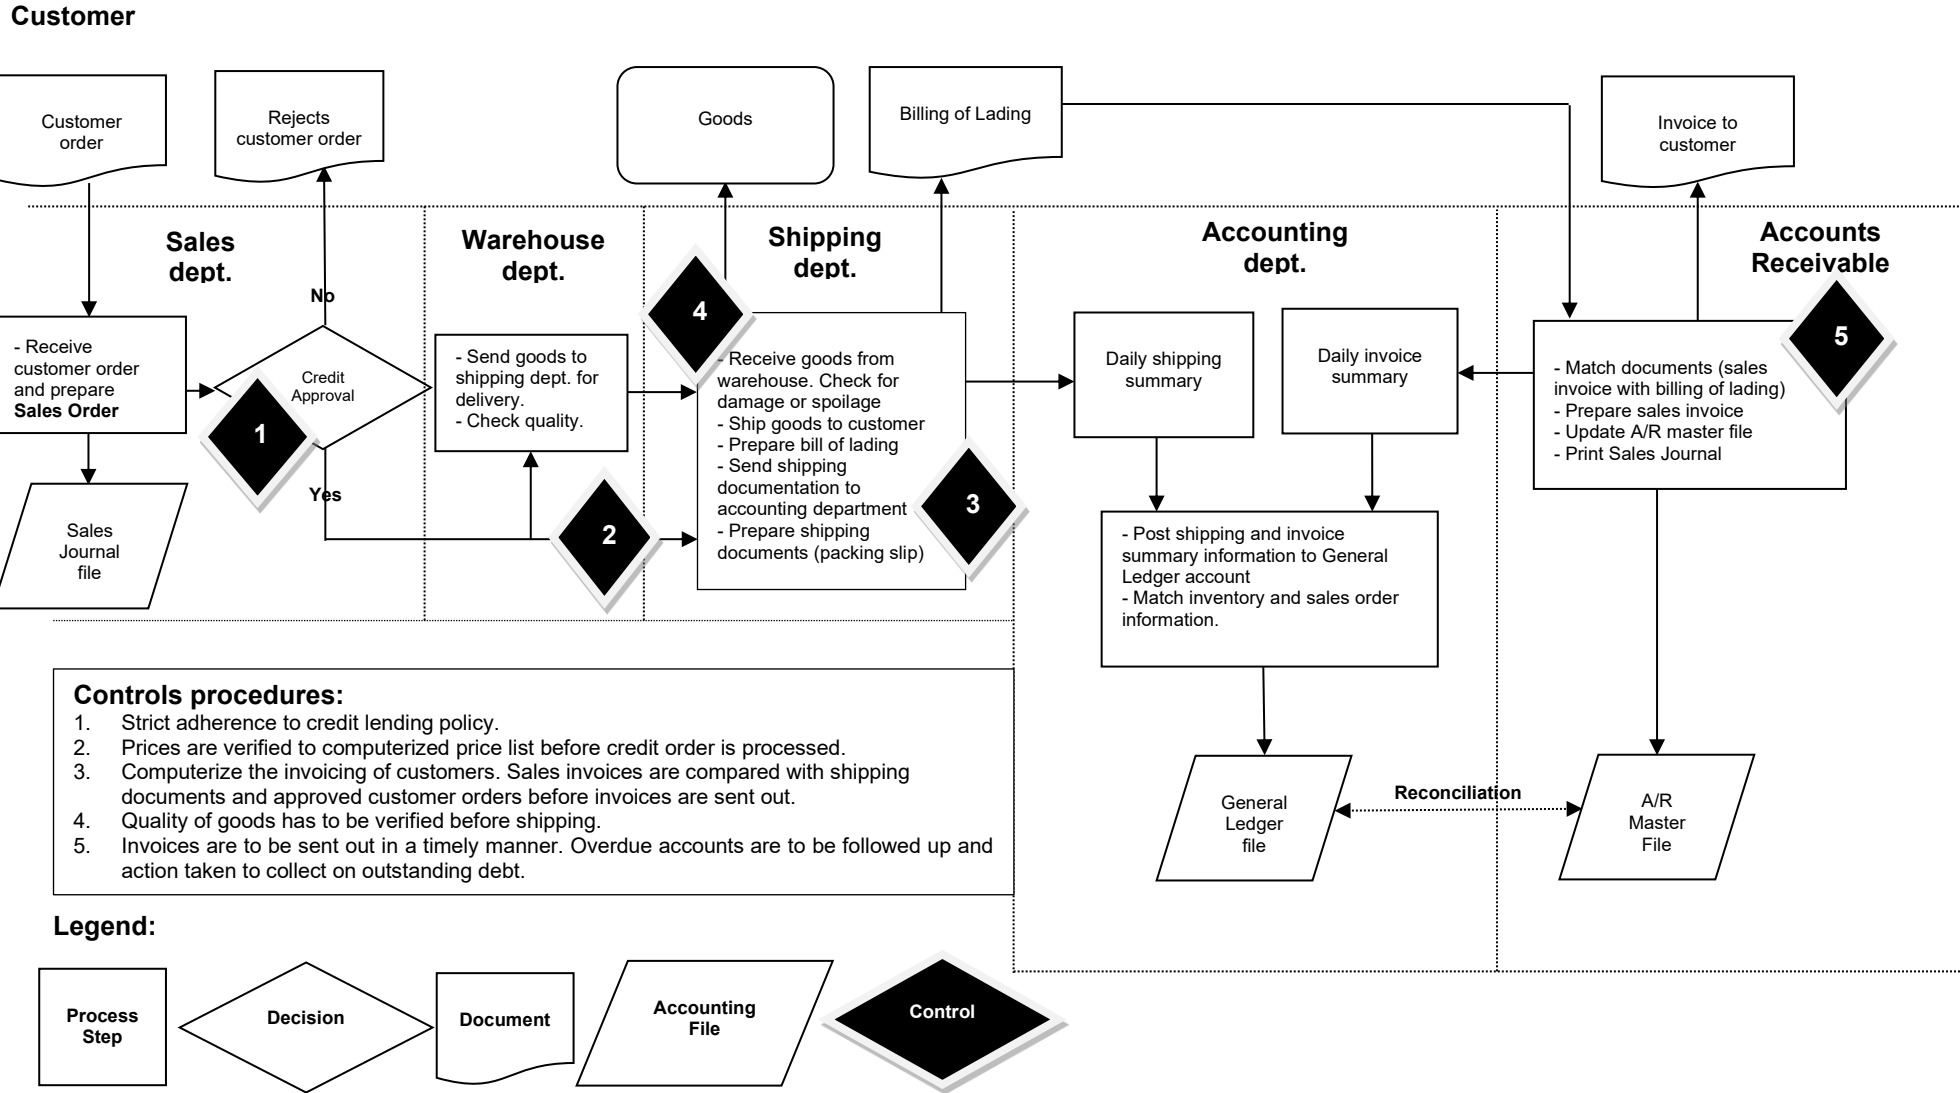 Customer
Customer
order
Rejects
customer order
Goods
Billing of Lading
Invoice to
customer
Sales
dept.
Warehouse
dept.
Shipping
dept.
Accounting
dept.
Accounts
Receivable
No
- Receive
customer order
and prepare
Sales Order
Credit
Approval
1
Yes
Sales
Journal
file
- Send goods to
shipping dept. for
delivery.
- Check quality.
2
4
- Receive goods from
warehouse. Check for
damage or spoilage
- Ship goods to customer
- Prepare bill of lading
- Send shipping
documentation to
accounting department
- Prepare shipping
documents (packing slip)
3
Daily shipping
summary
Daily invoice
summary
5
- Match documents (sales
invoice with billing of lading)
- Prepare sales invoice
- Update A/R master file
- Print Sales Journal
- Post shipping and invoice
summary information to General
Ledger account
- Match inventory and sales order
information.
General
Ledger
file
Reconciliation
A/R
Master
File
Controls procedures:
1. Strict adherence to credit lending policy.
2. Prices are verified to computerized price list before credit order is processed.
3. Computerize the invoicing of customers. Sales invoices are compared with shipping
documents and approved customer orders before invoices are sent out.
4. Quality of goods has to be verified before shipping.
5. Invoices are to be sent out in a timely manner. Overdue accounts are to be followed up and
action taken to collect on outstanding debt.
Legend:
Process
Step
Decision
Document
Accounting
File
Control